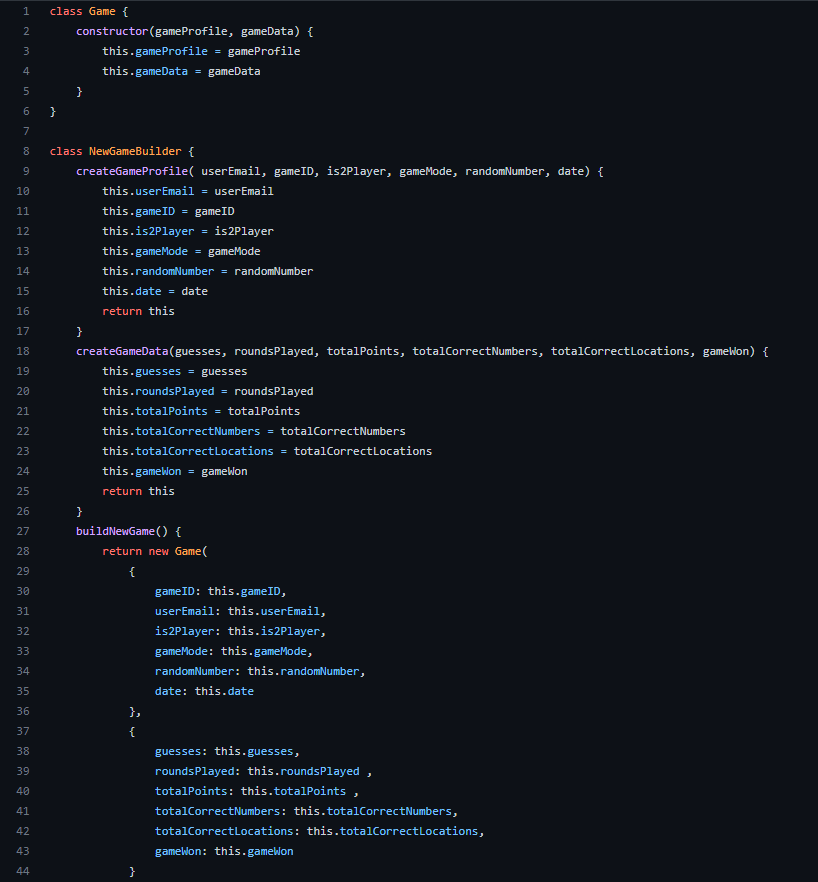 1 class Game {
2     constructor(gameProfile, gameData) {
3         this.gameProfile = gameProfile
4         this.gameData = gameData
5     }
6 }
7
8 class NewGameBuilder {
9     createGameProfile( userEmail, gameID, is2Player, gameMode, randomNumber, date) {
10         this.userEmail = userEmail
11         this.gameID = gameID
12         this.is2Player = is2Player
13         this.gameMode = gameMode
14         this.randomNumber = randomNumber
15         this.date = date
16         return this
17     }
18     createGameData(guesses, roundsPlayed, totalPoints, totalCorrectNumbers, totalCorrectLocations, gameWon) {
19         this.guesses = guesses
20         this.roundsPlayed = roundsPlayed
21         this.totalPoints = totalPoints
22         this.totalCorrectNumbers = totalCorrectNumbers
23         this.totalCorrectLocations = totalCorrectLocations
24         this.gameWon = gameWon
25         return this
26     }
27     buildNewGame() {
28         return new Game(
29             {
30                 gameID: this.gameID,
31                 userEmail: this.userEmail,
32                 is2Player: this.is2Player,
33                 gameMode: this.gameMode,
34                 randomNumber: this.randomNumber,
35                 date: this.date
36             },
37             {
38                 guesses: this.guesses,
39                 roundsPlayed: this.roundsPlayed ,
40                 totalPoints: this.totalPoints ,
41                 totalCorrectNumbers: this.totalCorrectNumbers,
42                 totalCorrectLocations: this.totalCorrectLocations,
43                 gameWon: this.gameWon
44             }